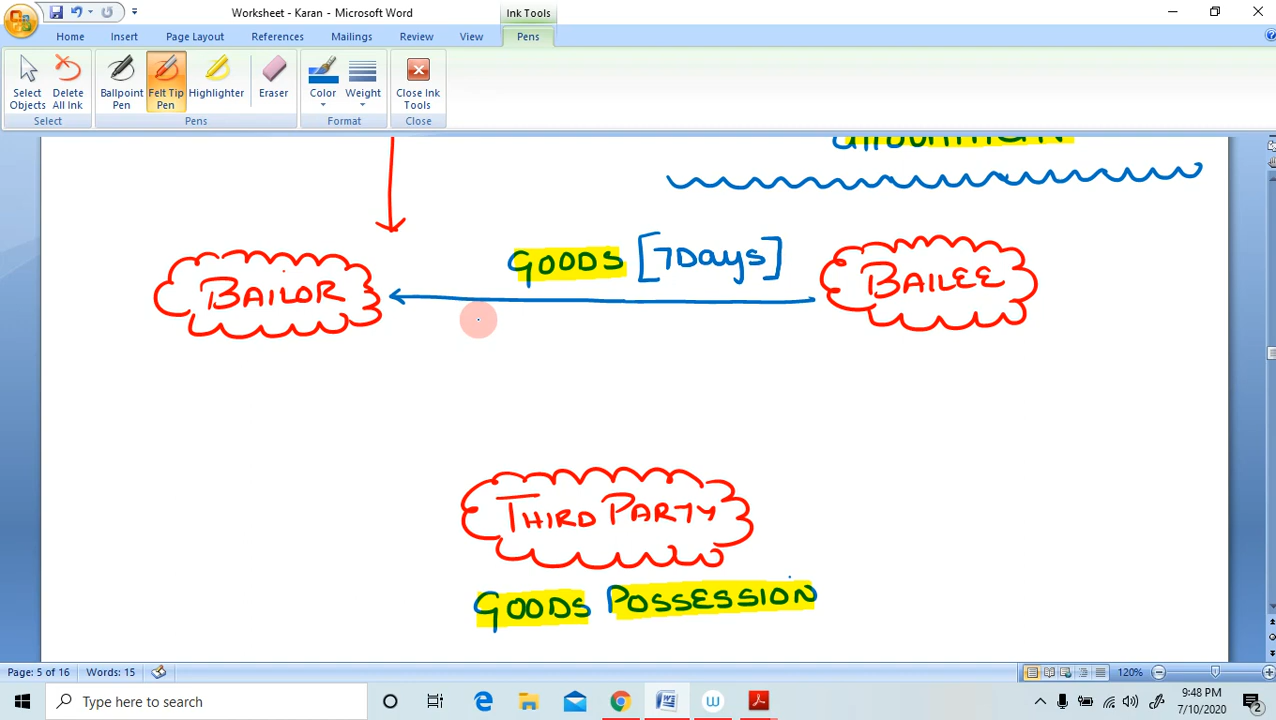 Worksheet - Karan - Microsoft Word
Ink Tools
Home Insert Page Layout References Mailings Review View Pens
Select Objects
Delete All Ink
Ballpoint Pen
Felt Tip Pen
Highlighter
Eraser
Color
Weight
Close Ink Tools
Select Pens Format Close
GOODS [7Days]
BAILOR
BAILEE
THIRD PARTY
GOODS POSSESSION
Page: 5 of 16 Words: 15 120%
Type here to search
9:48 PM
7/10/2020
2